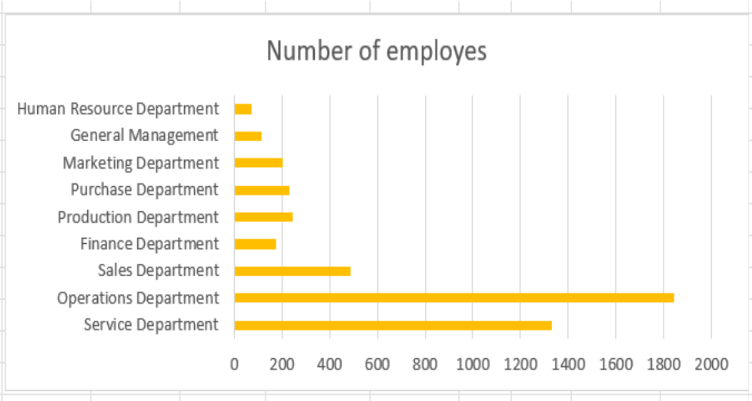 Number of employes
Human Resource Department
General Management
Marketing Department
Purchase Department
Production Department
Finance Department
Sales Department
Operations Department
Service Department
0 200 400 600 800 1000 1200 1400 1600 1800 2000